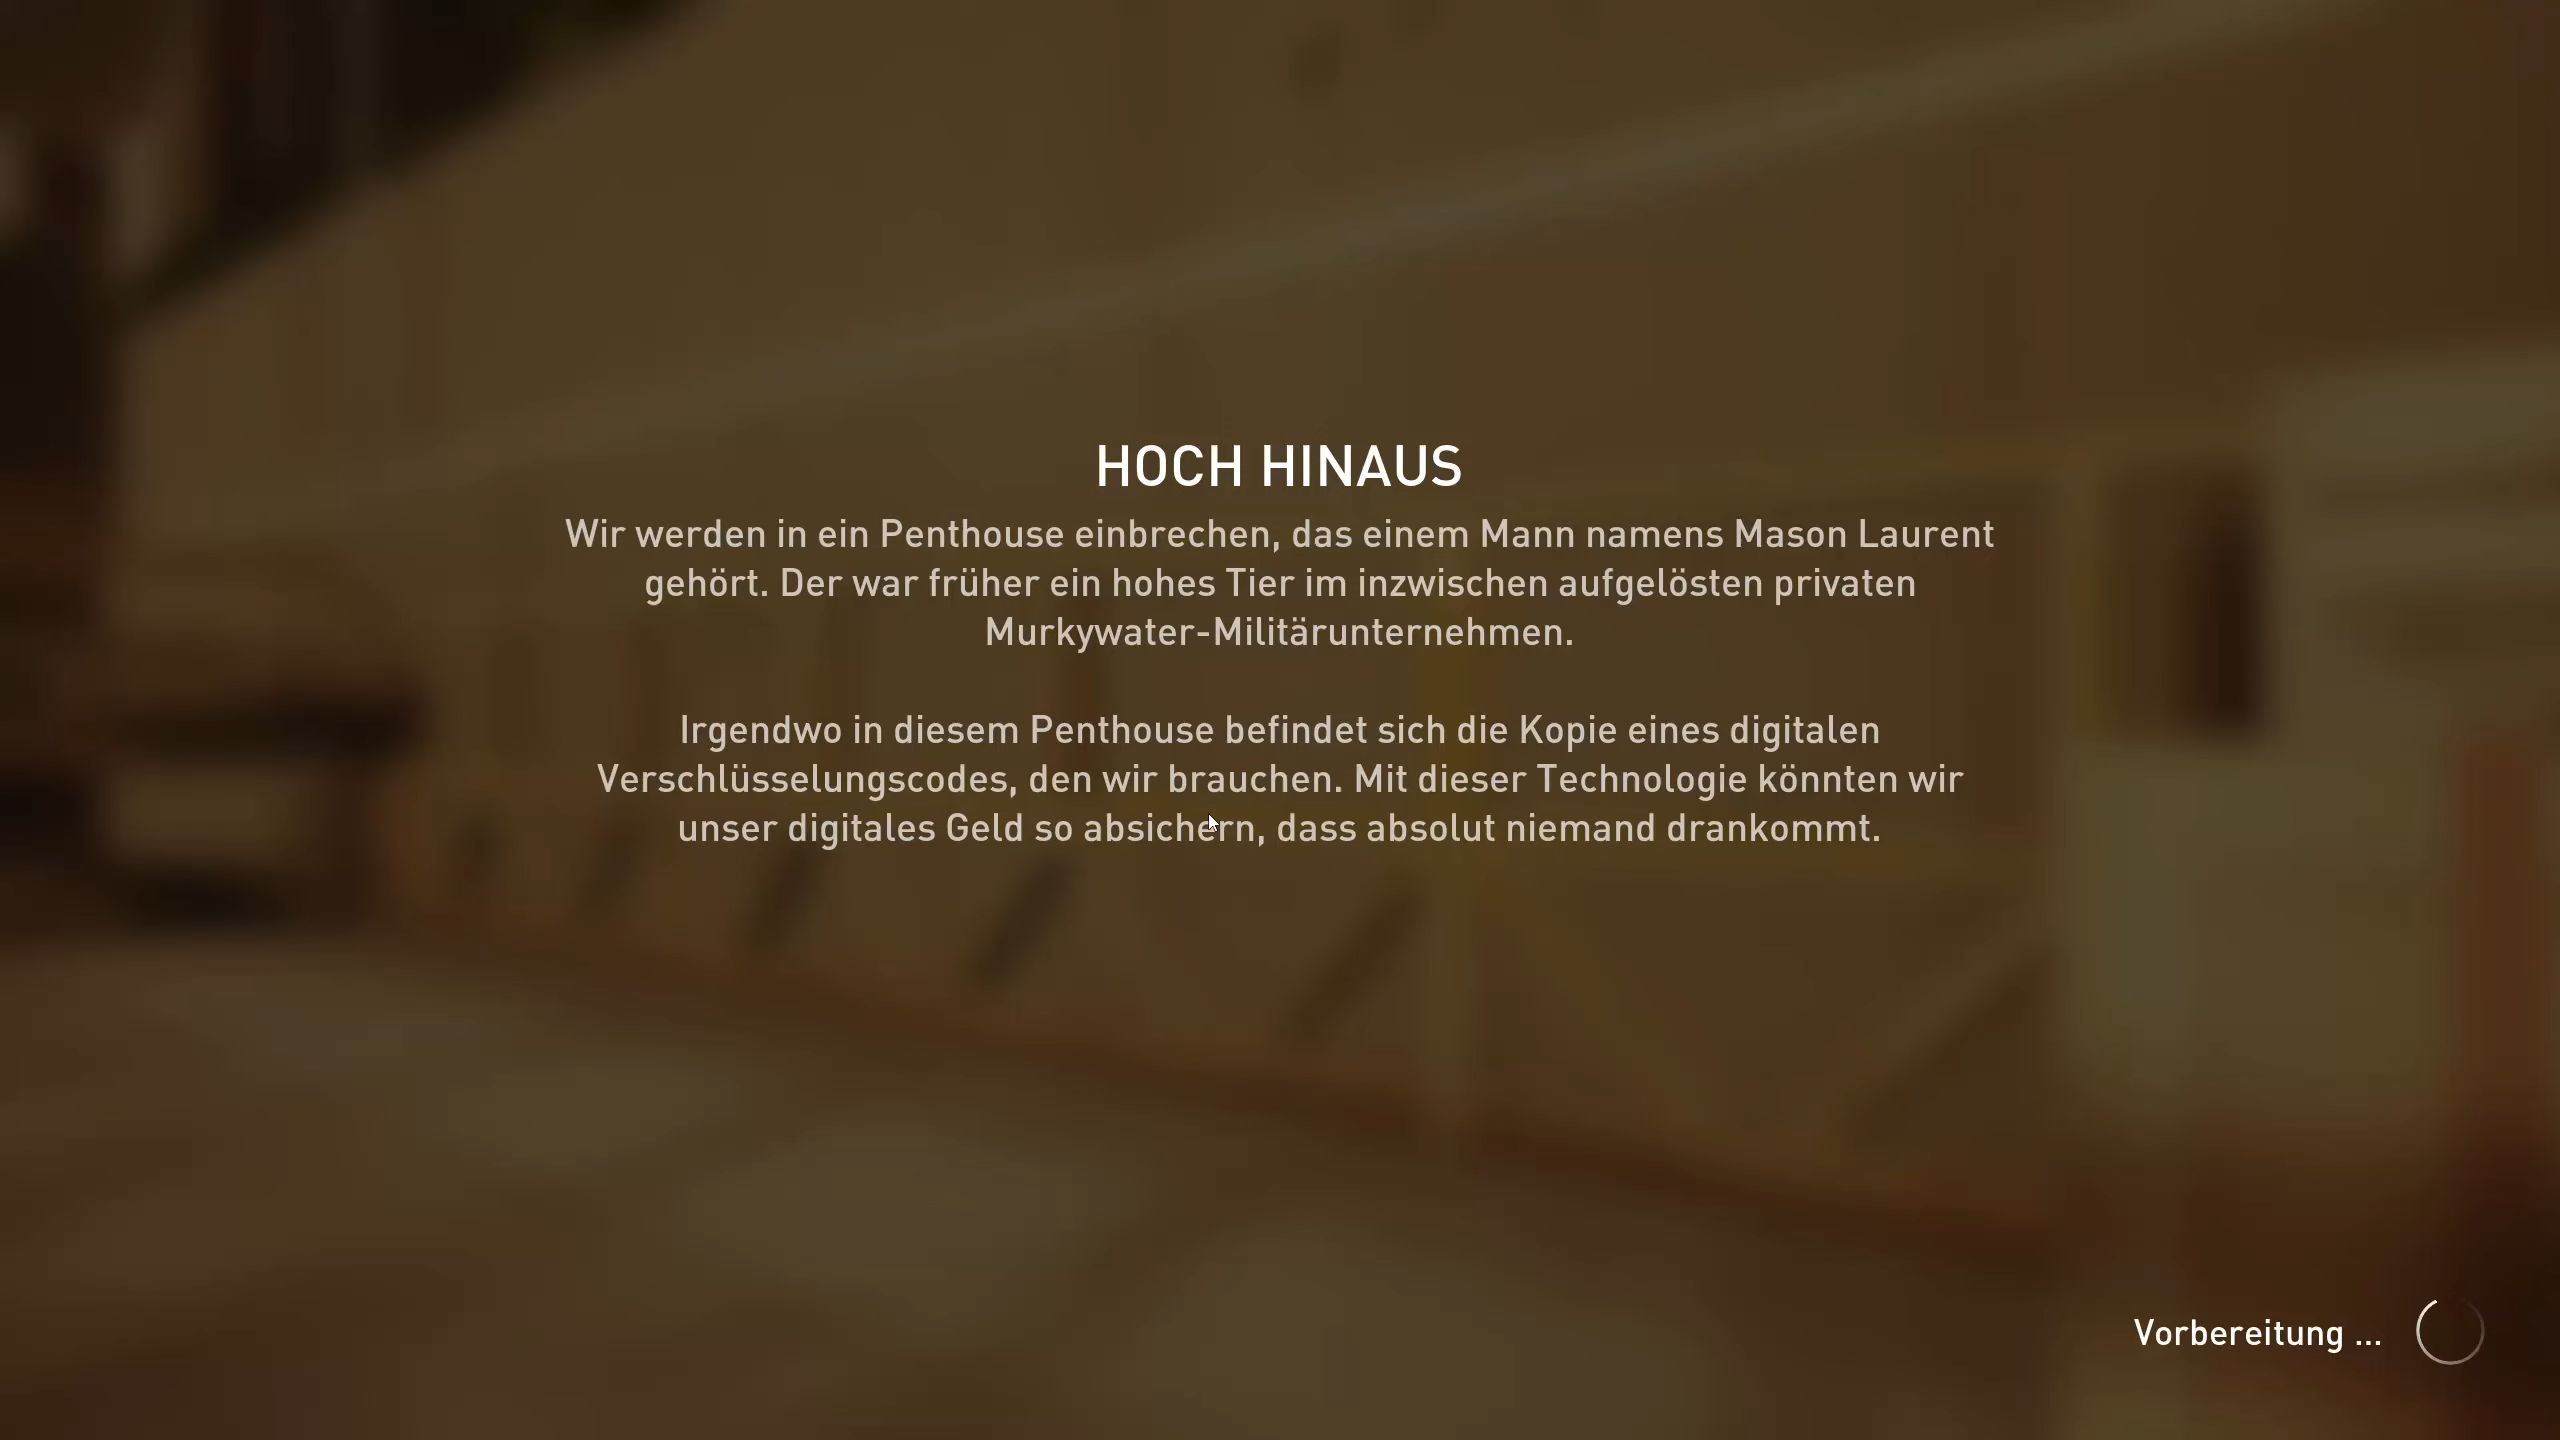 HOCH HINAUS
Wir werden in ein Penthouse einbrechen, das einem Mann namens Mason Laurent
gehört. Der war früher ein hohes Tier im inzwischen aufgelösten privaten
Murkywater-Militärunternehmen.
Irgendwo in diesem Penthouse befindet sich die Kopie eines digitalen
Verschlüsselungscodes, den wir brauchen. Mit dieser Technologie könnten wir
unser digitales Geld so absichern, dass absolut niemand drankommt.
Vorbereitung ...